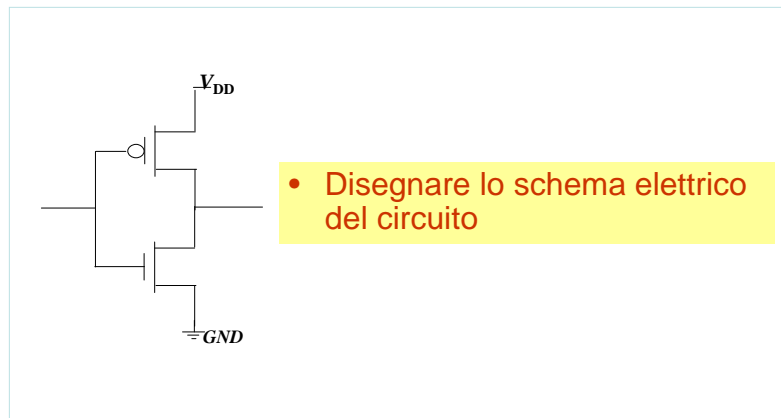 VDD
• Disegnare lo schema elettrico
del circuito
GND